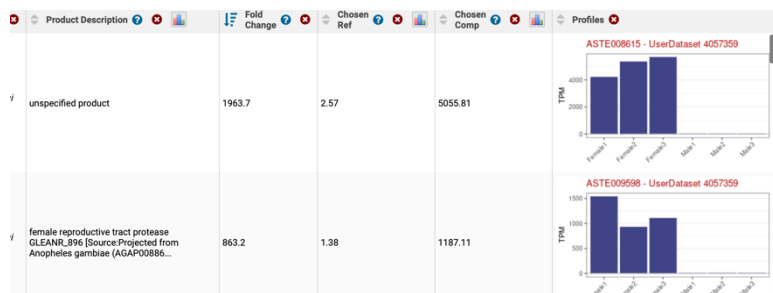 Product Description
Fold Change
Chosen Ref
Chosen Comp
Profiles
unspecified product
1963.7
2.57
5055.81
ASTE008615 - UserDataset 4057359
TPM
4000
2000
0
Female1
Female2
Female3
Male1
Male2
Male3
female reproductive tract protease
GLEANR_896 [Source:Projected from
Anopheles gambiae (AGAP00886...
863.2
1.38
1187.11
ASTE009598 - UserDataset 4057359
TPM
1500
1000
500
0